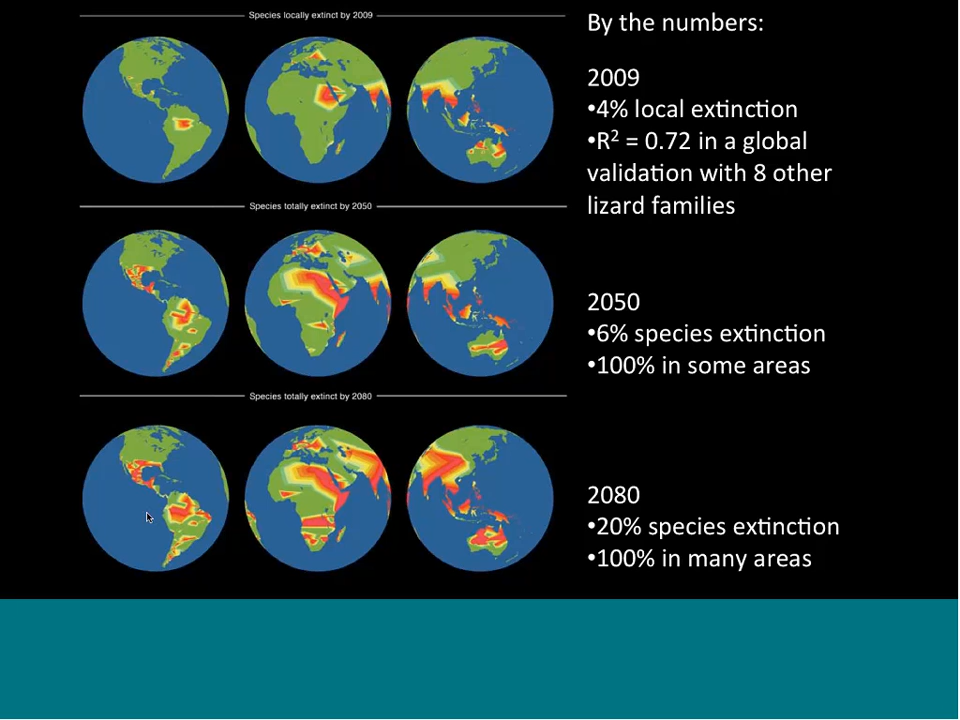 Species locally extinct by 2009
Species totally extinct by 2050
Species totally extinct by 2080
By the numbers:
2009
•4% local extinction
•R² = 0.72 in a global
validation with 8 other
lizard families
2050
•6% species extinction
•100% in some areas
2080
•20% species extinction
•100% in many areas